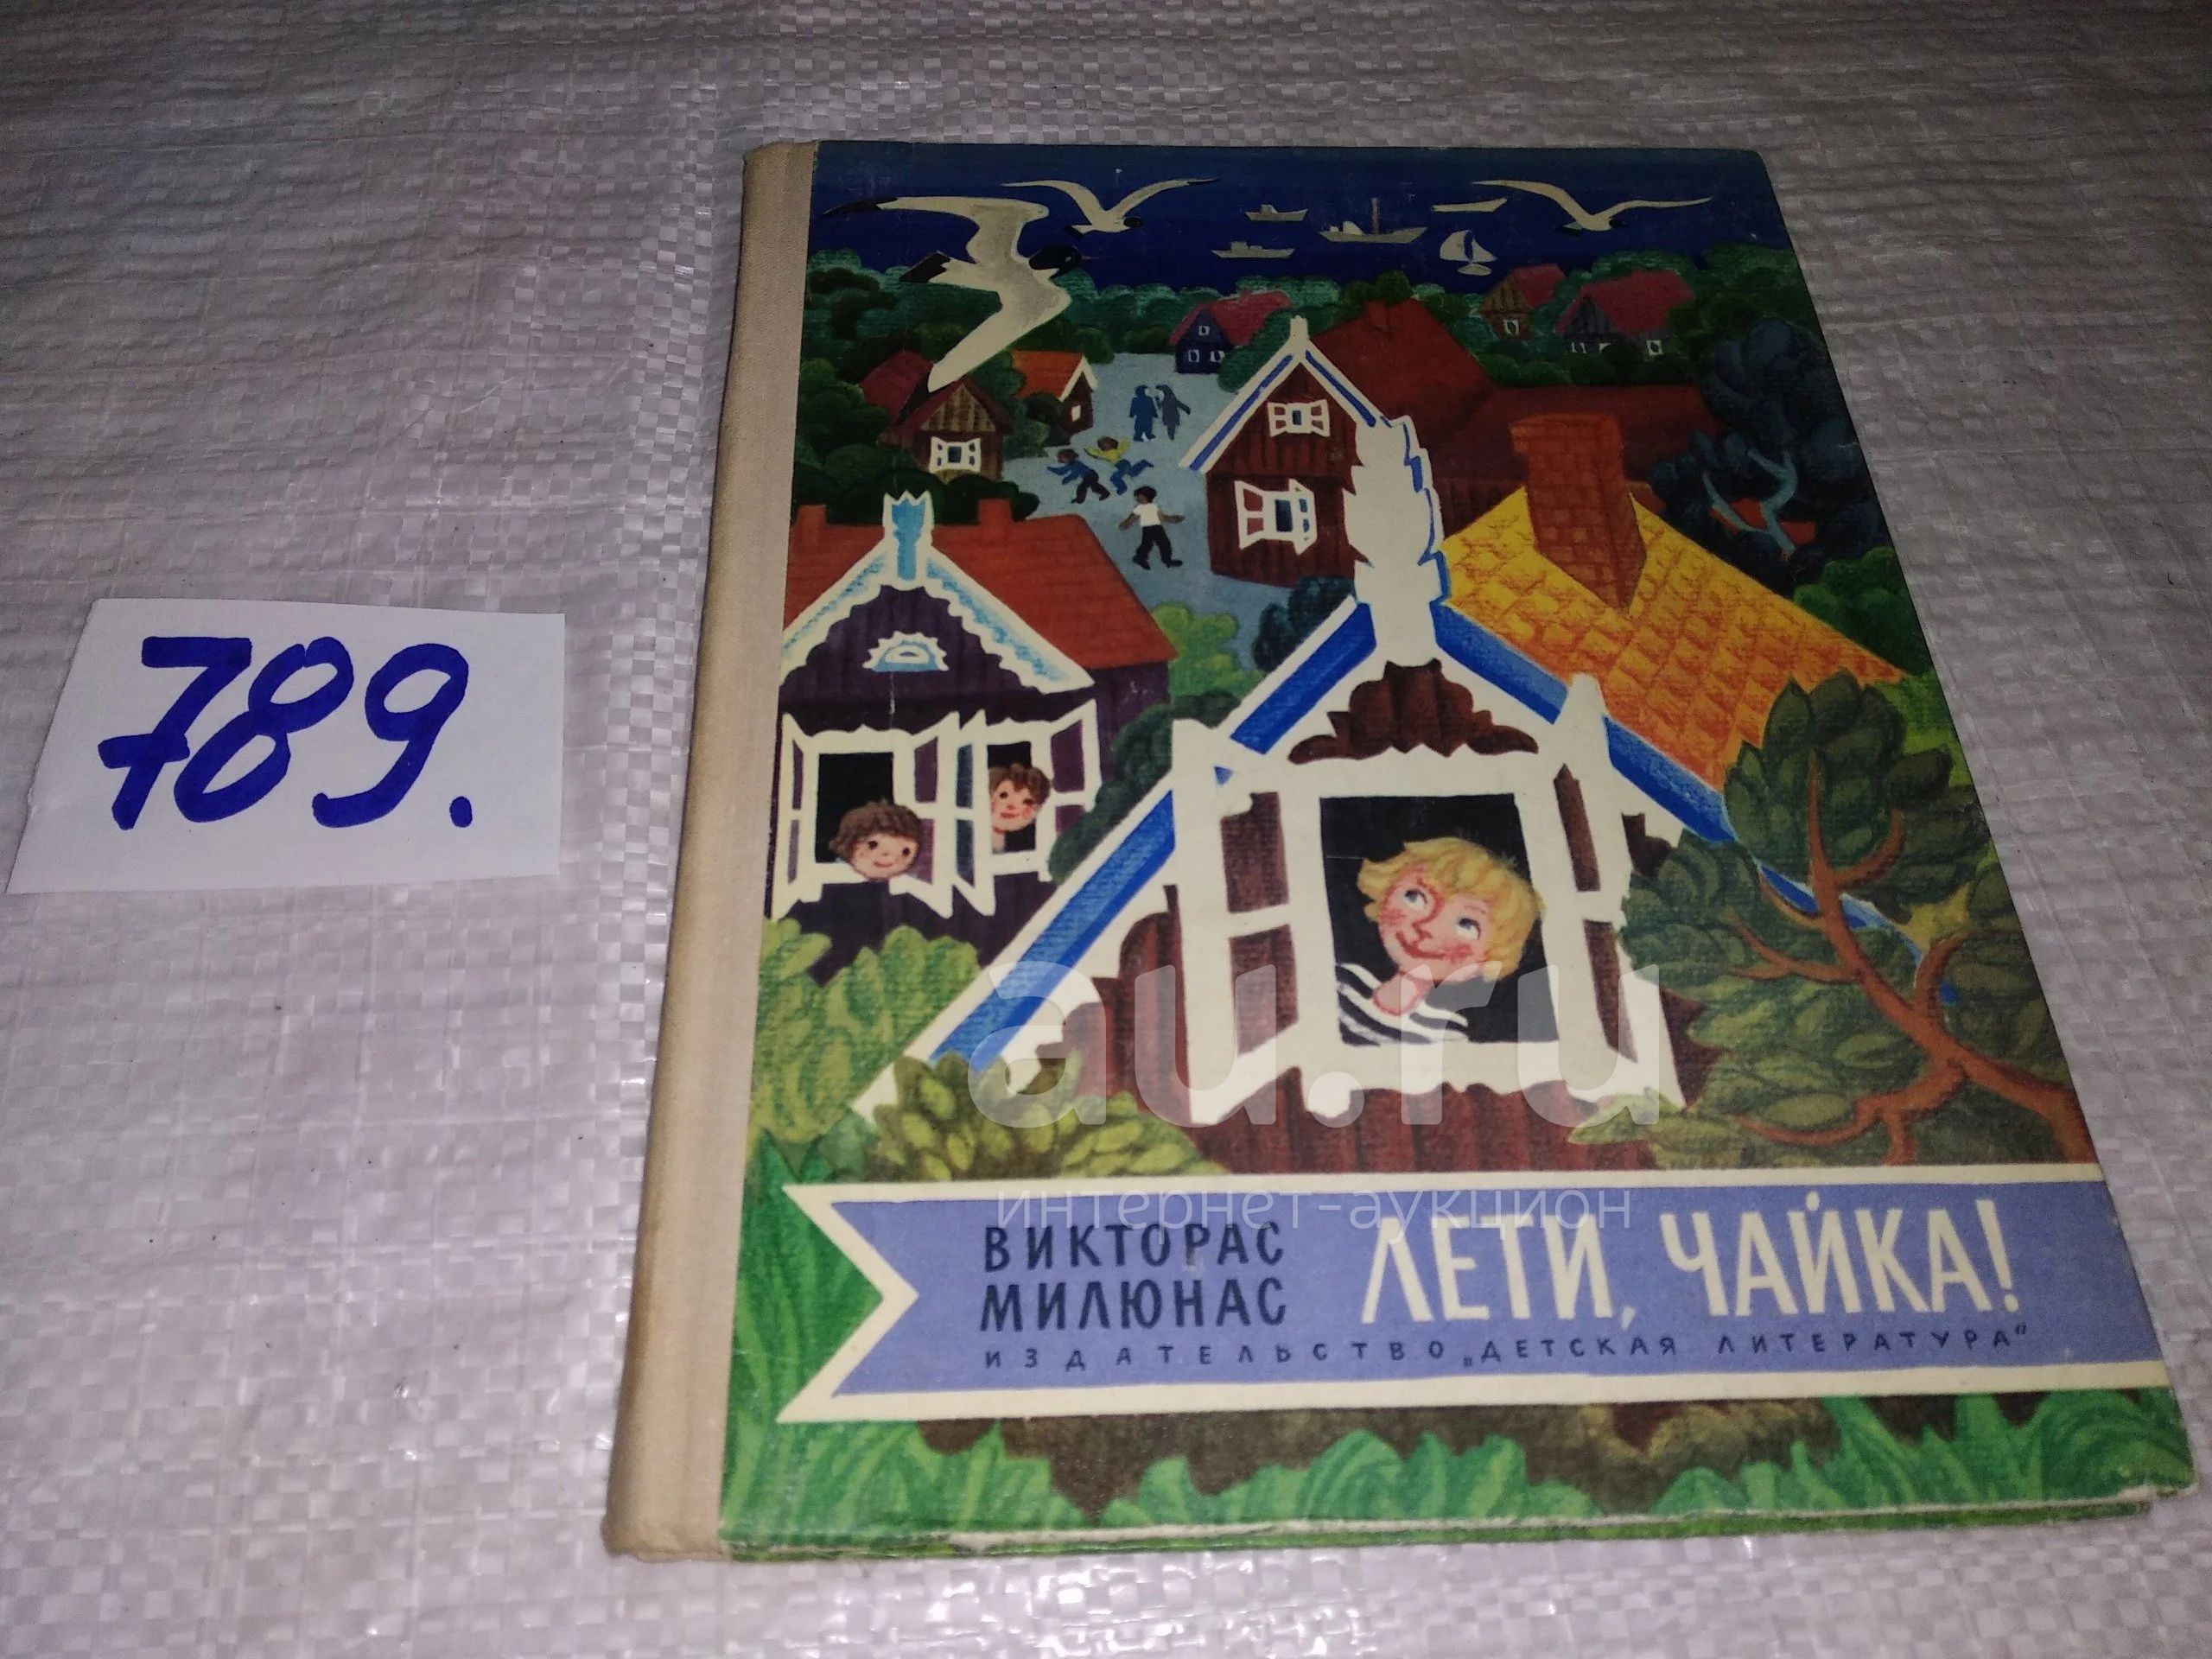 789.
au.ru
интернет-аукцион
ВИКТОРАС
МИЛЮНАС
ЛЕТИ, ЧАЙКА!
ИЗДАТЕЛЬСТВО „ДЕТСКАЯ ЛИТЕРАТУРА"